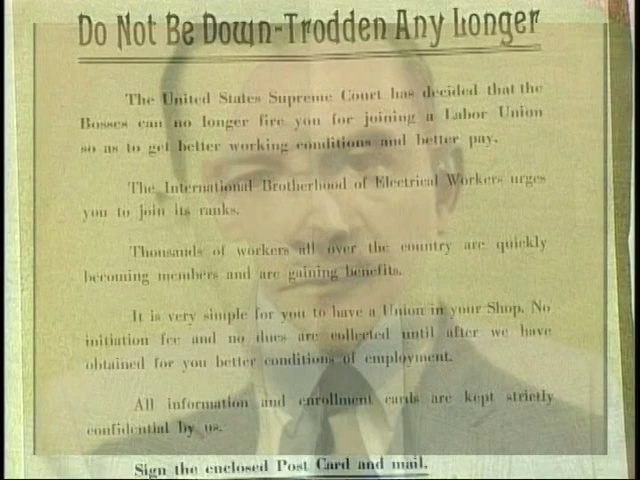 Do Not Be Down-Trodden Any Longer
The United States Supreme Court has decided that the
Bosses can no longer fire you for joining a Labor Union
so as to get better working conditions and better pay.
The International Brotherhood of Electrical Workers urges
you to join its ranks.
Thousands of workers all over the country are quickly
becoming members and are gaining benefits.
It is very simple for you to have a Union in your Shop. No
initiation fee and no dues are collected until after we have
obtained for you better conditions of employment.
All information and enrollment cards are kept strictly
confidential by us.
Sign the enclosed Post Card and mail.